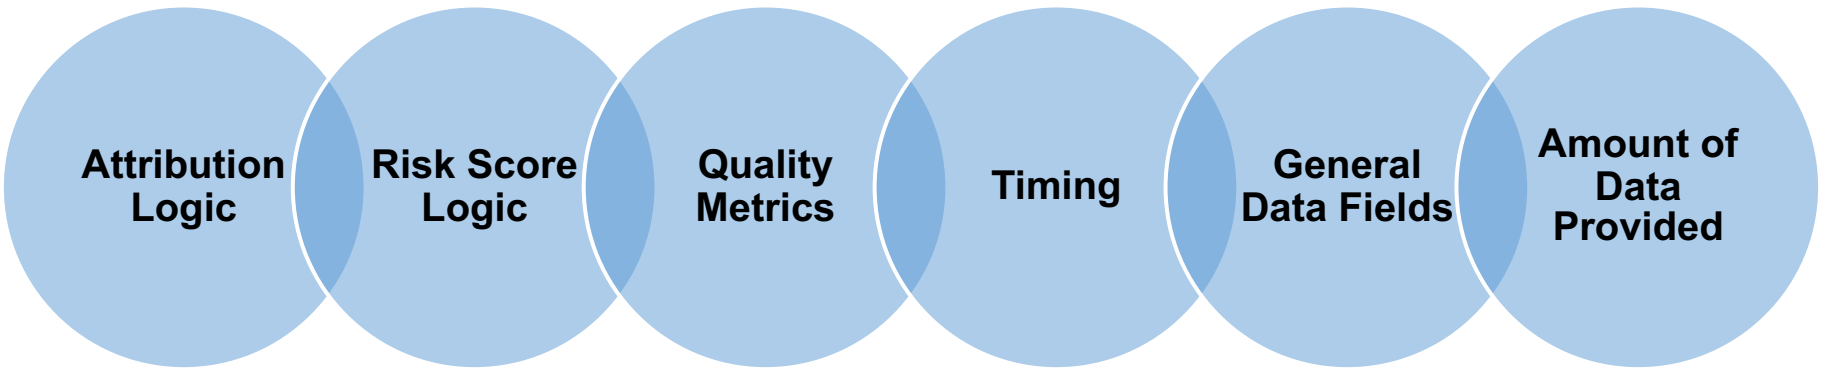 Attribution
Logic
Risk Score
Logic
Quality
Metrics
Timing
General
Data Fields
Amount of
Data
Provided